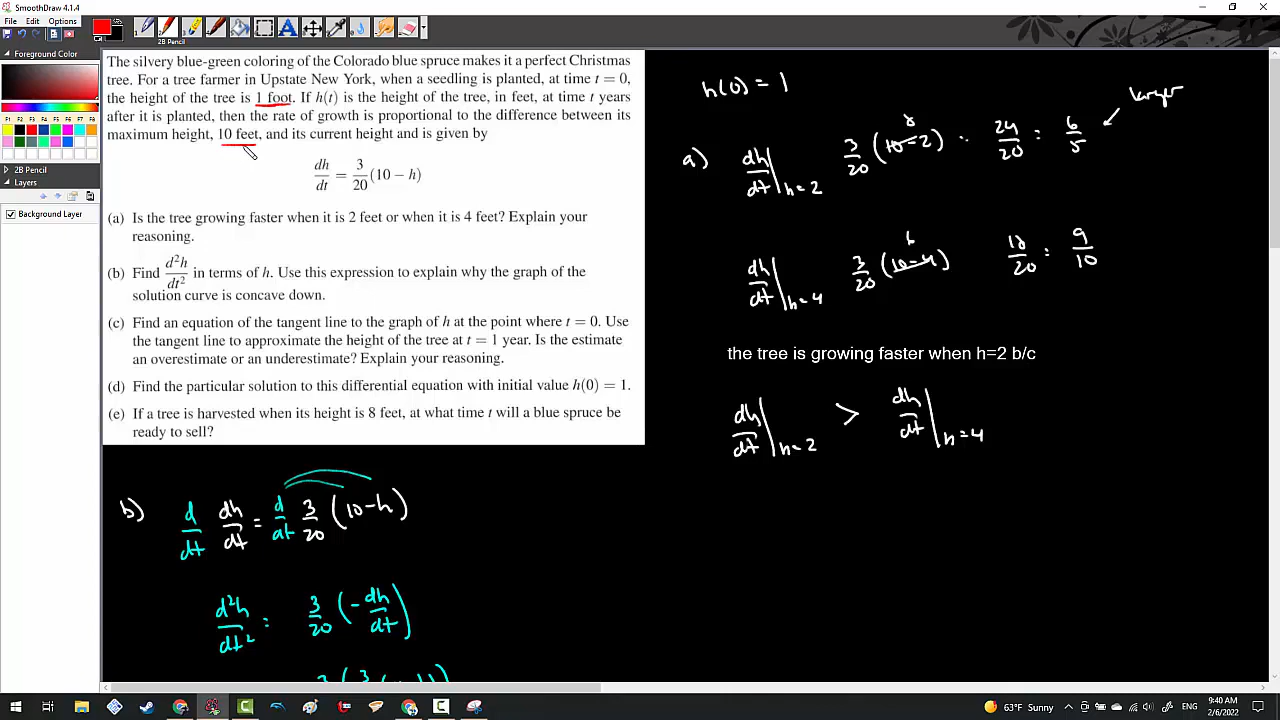 SmoothDraw 4.1.4
File Edit Options
2B Pencil
Foreground Color
F1 F2 F3 F4 F5 F6 F7 F8
2B Pencil
Layers
Background Layer
The silvery blue-green coloring of the Colorado blue spruce makes it a perfect Christmas
tree. For a tree farmer in Upstate New York, when a seedling is planted, at time t = 0,
the height of the tree is 1 foot. If h(t) is the height of the tree, in feet, at time t years
after it is planted, then the rate of growth is proportional to the difference between its
maximum height, 10 feet, and its current height and is given by
dh/dt = 3/20 (10 − h)
(a) Is the tree growing faster when it is 2 feet or when it is 4 feet? Explain your
reasoning.
(b) Find d²h/dt² in terms of h. Use this expression to explain why the graph of the
solution curve is concave down.
(c) Find an equation of the tangent line to the graph of h at the point where t = 0. Use
the tangent line to approximate the height of the tree at t = 1 year. Is the estimate
an overestimate or an underestimate? Explain your reasoning.
(d) Find the particular solution to this differential equation with initial value h(0) = 1.
(e) If a tree is harvested when its height is 8 feet, at what time t will a blue spruce be
ready to sell?
h(0) = 1
larger
a) dh/dt | h=2 3/20 (10-2) 8 : 24/20 = 6/5
dh/dt | h=4 3/20 (10-4) 6 18/20 = 9/10
the tree is growing faster when h=2 b/c
dh/dt | h=2 > dh/dt | h=4
b) d/dt dh/dt = d/dt 3/20 (10-h)
d²h/dt² = 3/20 (-dh/dt)
63°F Sunny
9:40 AM
2/6/2022